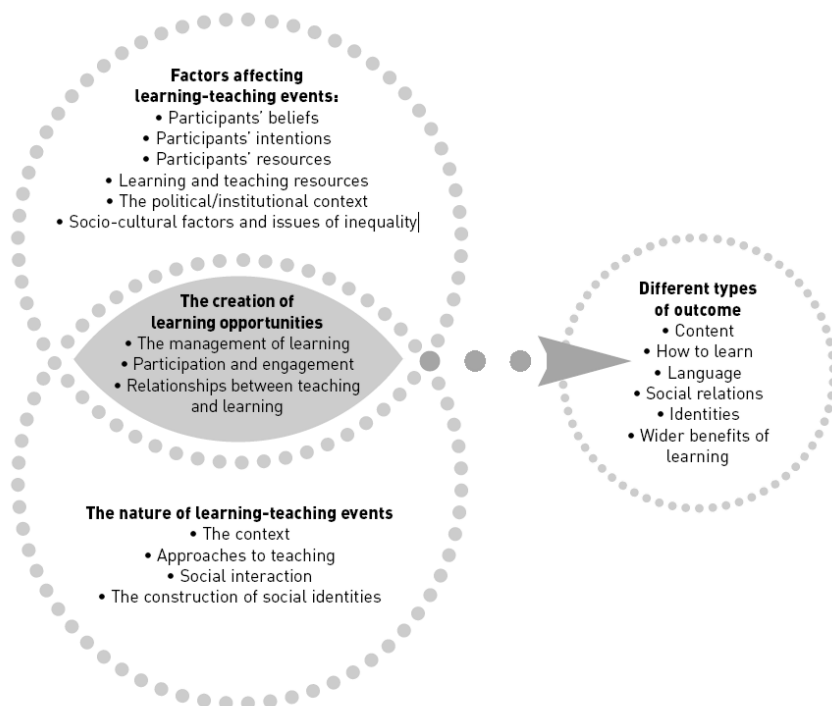 Factors affecting
learning-teaching events:
• Participants’ beliefs
• Participants’ intentions
• Participants’ resources
• Learning and teaching resources
• The political/institutional context
• Socio-cultural factors and issues of inequality
The creation of
learning opportunities
• The management of learning
• Participation and engagement
• Relationships between teaching
and learning
The nature of learning-teaching events
• The context
• Approaches to teaching
• Social interaction
• The construction of social identities
Different types
of outcome
• Content
• How to learn
• Language
• Social relations
• Identities
• Wider benefits of
learning